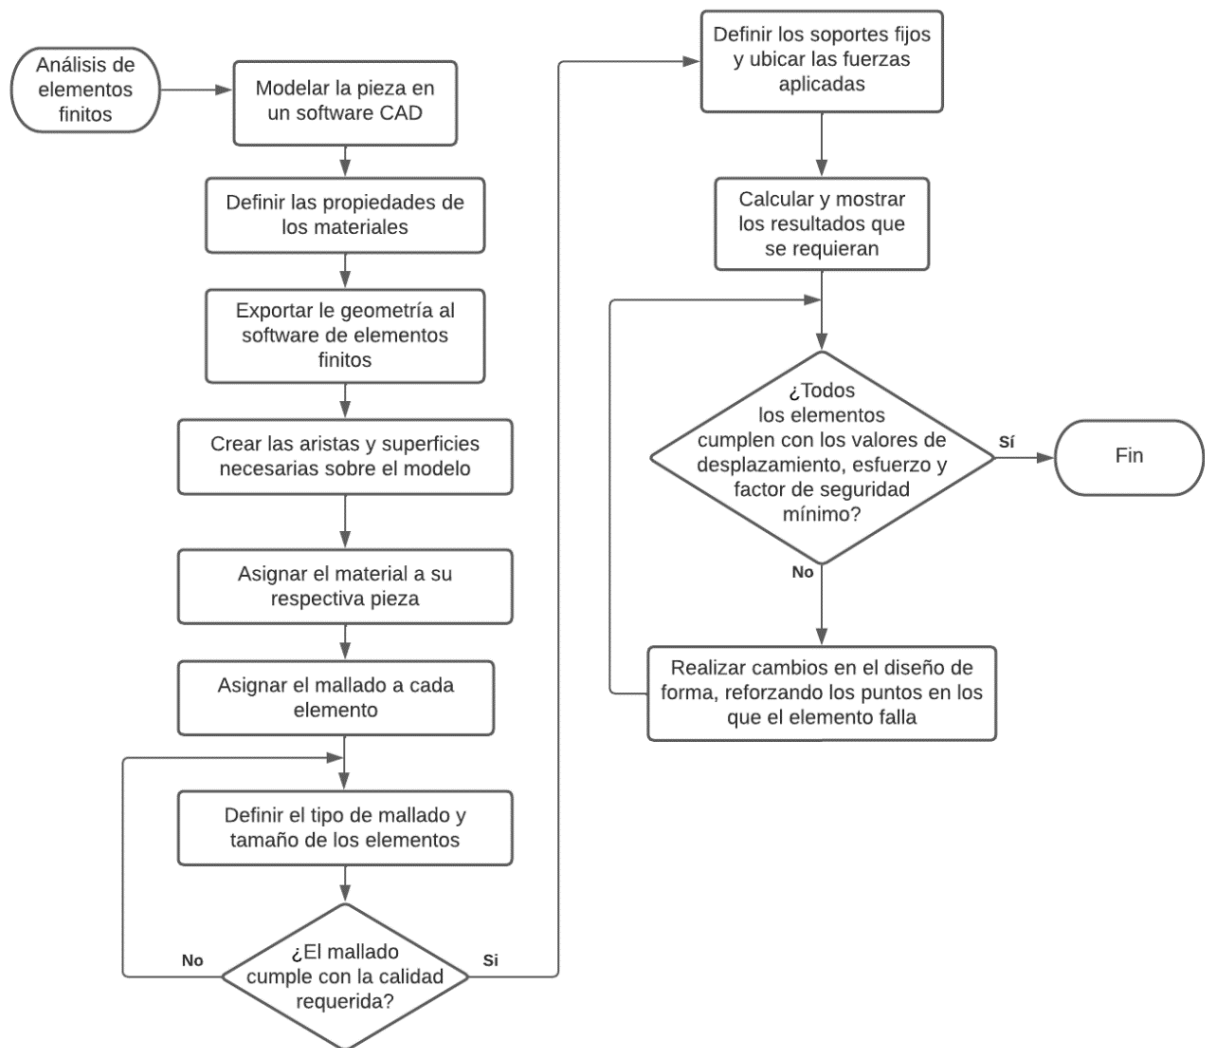 Análisis de
elementos
finitos
Modelar la pieza en
un software CAD
Definir las propiedades de
los materiales
Exportar le geometría al
software de elementos
finitos
Crear las aristas y superficies
necesarias sobre el modelo
Asignar el material a su
respectiva pieza
Asignar el mallado a cada
elemento
Definir el tipo de mallado y
tamaño de los elementos
¿El mallado
cumple con la calidad
requerida?
No
Si
Definir los soportes fijos
y ubicar las fuerzas
aplicadas
Calcular y mostrar
los resultados que
se requieran
¿Todos
los elementos
cumplen con los valores de
desplazamiento, esfuerzo y
factor de seguridad
mínimo?
Sí
Fin
No
Realizar cambios en el diseño de
forma, reforzando los puntos en los
que el elemento falla